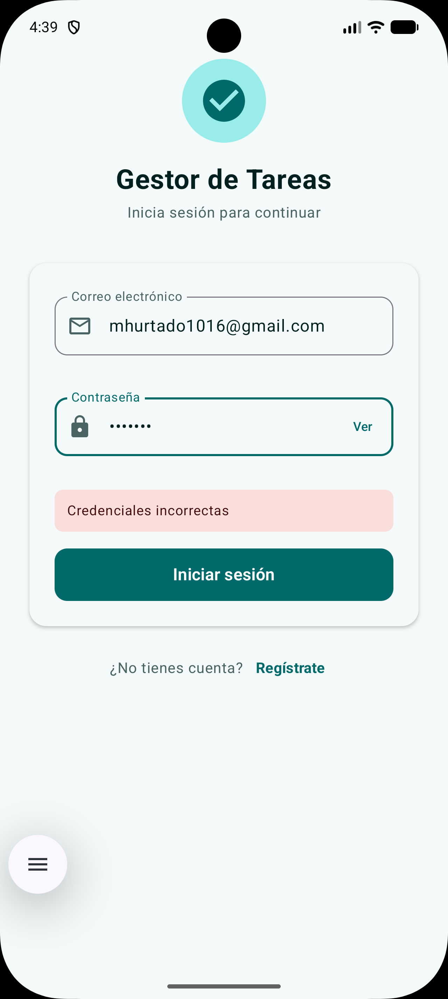 4:39
Gestor de Tareas
Inicia sesión para continuar
Correo electrónico
mhurtado1016@gmail.com
Contraseña
•••••••
Ver
Credenciales incorrectas
Iniciar sesión
¿No tienes cuenta? Regístrate